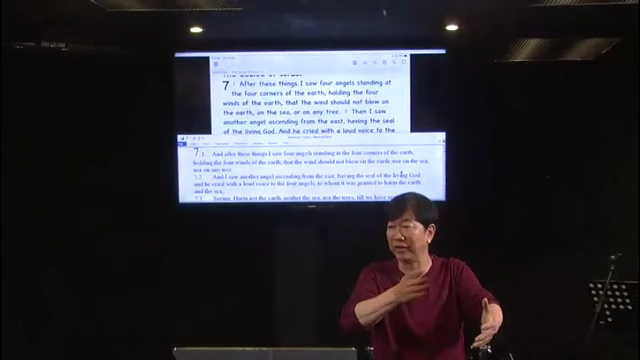 7 1 After these things I saw four angels standing at
the four corners of the earth, holding the four
winds of the earth, that the wind should not blow on
the earth, on the sea, or on any tree. 2 Then I saw
another angel ascending from the east, having the seal
of the living God. And he cried with a loud voice to the
7:1 And after these things I saw four angels standing at the four corners of the earth,
holding the four winds of the earth, that the wind should not blow on the earth, nor on the sea,
nor on any tree.
7:2 And I saw another angel ascending from the east, having the seal of the living God
and he cried with a loud voice to the four angels, to whom it was granted to harm the earth
and the sea,
7:3 Saying, Harm not the earth, neither the sea, nor the trees, till we have